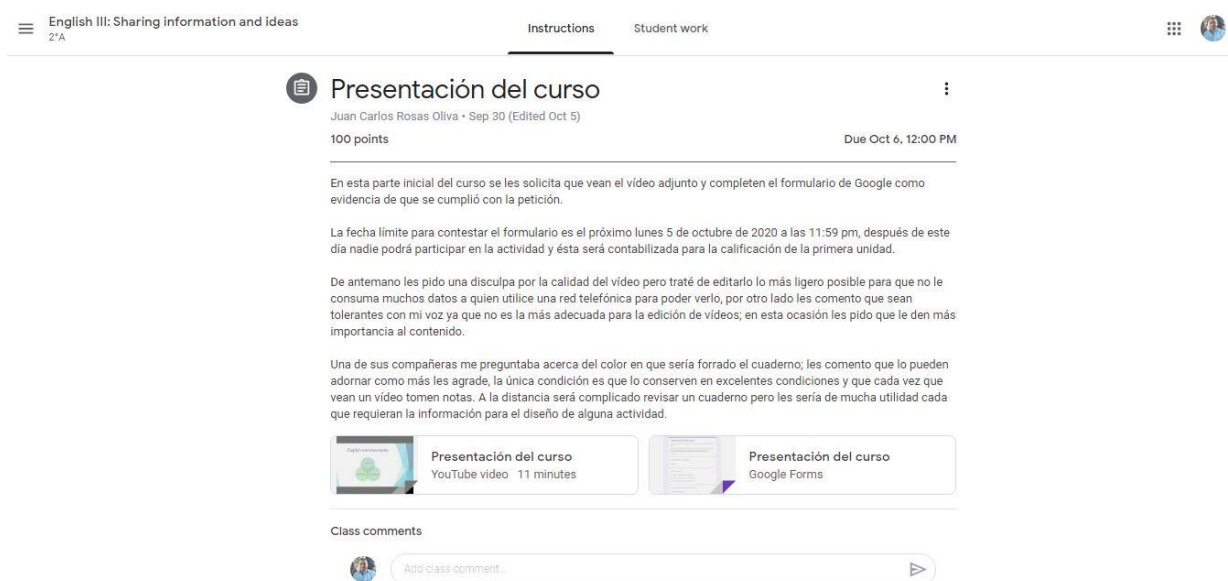 English III: Sharing information and ideas
2°A
Instructions
Student work
Presentación del curso
Juan Carlos Rosas Oliva • Sep 30 (Edited Oct 5)
100 points
Due Oct 6, 12:00 PM
En esta parte inicial del curso se les solicita que vean el vídeo adjunto y completen el formulario de Google como
evidencia de que se cumplió con la petición.
La fecha límite para contestar el formulario es el próximo lunes 5 de octubre de 2020 a las 11:59 pm, después de este
día nadie podrá participar en la actividad y ésta será contabilizada para la calificación de la primera unidad.
De antemano les pido una disculpa por la calidad del vídeo pero traté de editarlo lo más ligero posible para que no le
consuma muchos datos a quien utilice una red telefónica para poder verlo, por otro lado les comento que sean
tolerantes con mi voz ya que no es la más adecuada para la edición de vídeos; en esta ocasión les pido que le den más
importancia al contenido.
Una de sus compañeras me preguntaba acerca del color en que sería forrado el cuaderno; les comento que lo pueden
adornar como más les agrade, la única condición es que lo conserven en excelentes condiciones y que cada vez que
vean un vídeo tomen notas. A la distancia será complicado revisar un cuaderno pero les sería de mucha utilidad cada
que requieran la información para el diseño de alguna actividad.
Presentación del curso
YouTube video 11 minutes
Presentación del curso
Google Forms
Class comments
Add class comment...